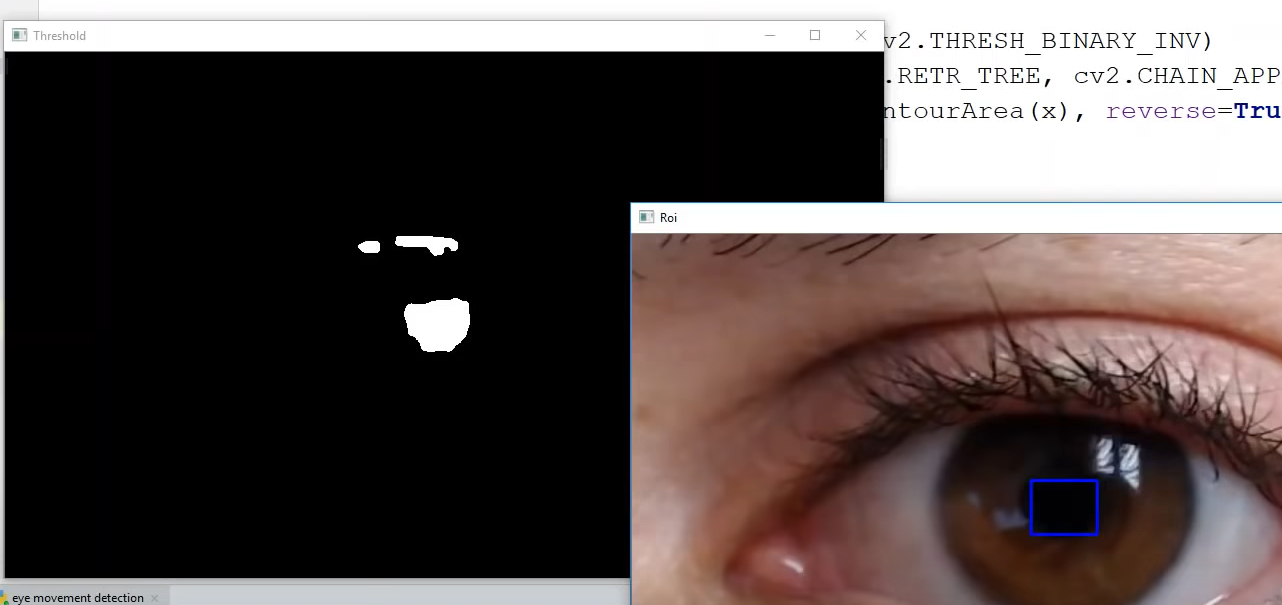 Threshold
v2.THRESH_BINARY_INV)
.RETR_TREE, cv2.CHAIN_APP
ntourArea(x), reverse=Tru
Roi
eye movement detection